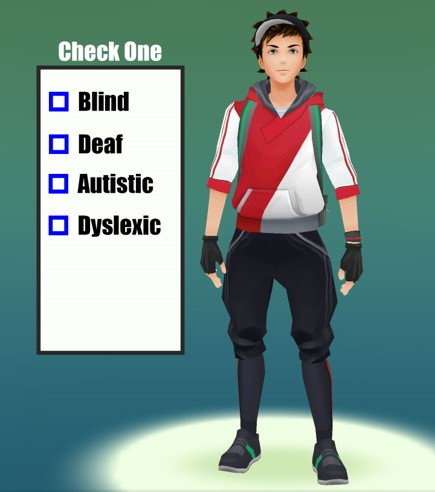 Check One
Blind
Deaf
Autistic
Dyslexic